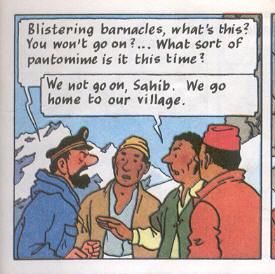 Blistering barnacles, what's this?
You won't go on?... What sort of
pantomime is it this time?
We not go on, Sahib. We go
home to our village.